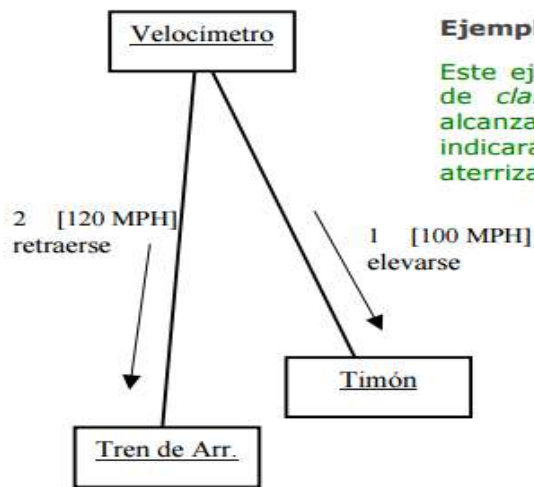 Velocímetro
Ejempl
Este ej
de cla
alcanza
indicará
aterriza
2 [120 MPH]
retraerse
1 [100 MPH]
elevarse
Timón
Tren de Arr.